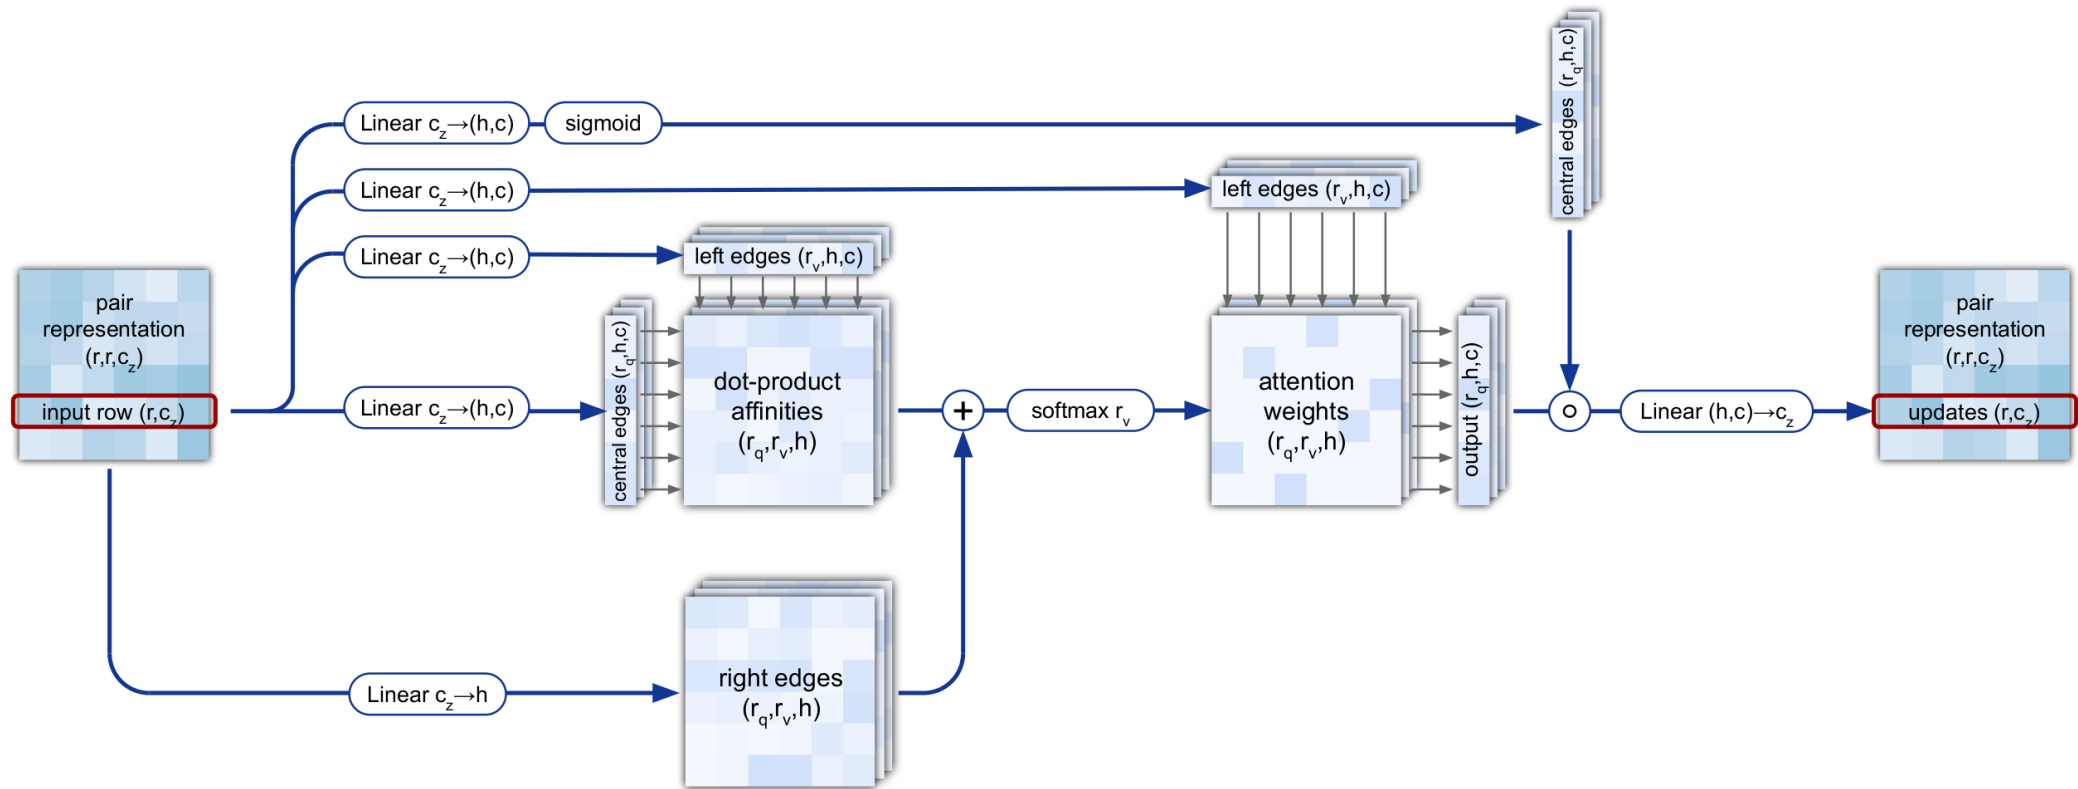 pair
representation
(r,r,c_z)
input row (r,c_z)
Linear c_z→(h,c)
sigmoid
Linear c_z→(h,c)
Linear c_z→(h,c)
Linear c_z→(h,c)
Linear c_z→h
left edges (r_v,h,c)
central edges (r_q,h,c)
dot-product
affinities
(r_q,r_v,h)
right edges
(r_q,r_v,h)
+
softmax r_v
left edges (r_v,h,c)
attention
weights
(r_q,r_v,h)
output (r_q,h,c)
central edges (r_q,h,c)
Linear (h,c)→c_z
pair
representation
(r,r,c_z)
updates (r,c_z)